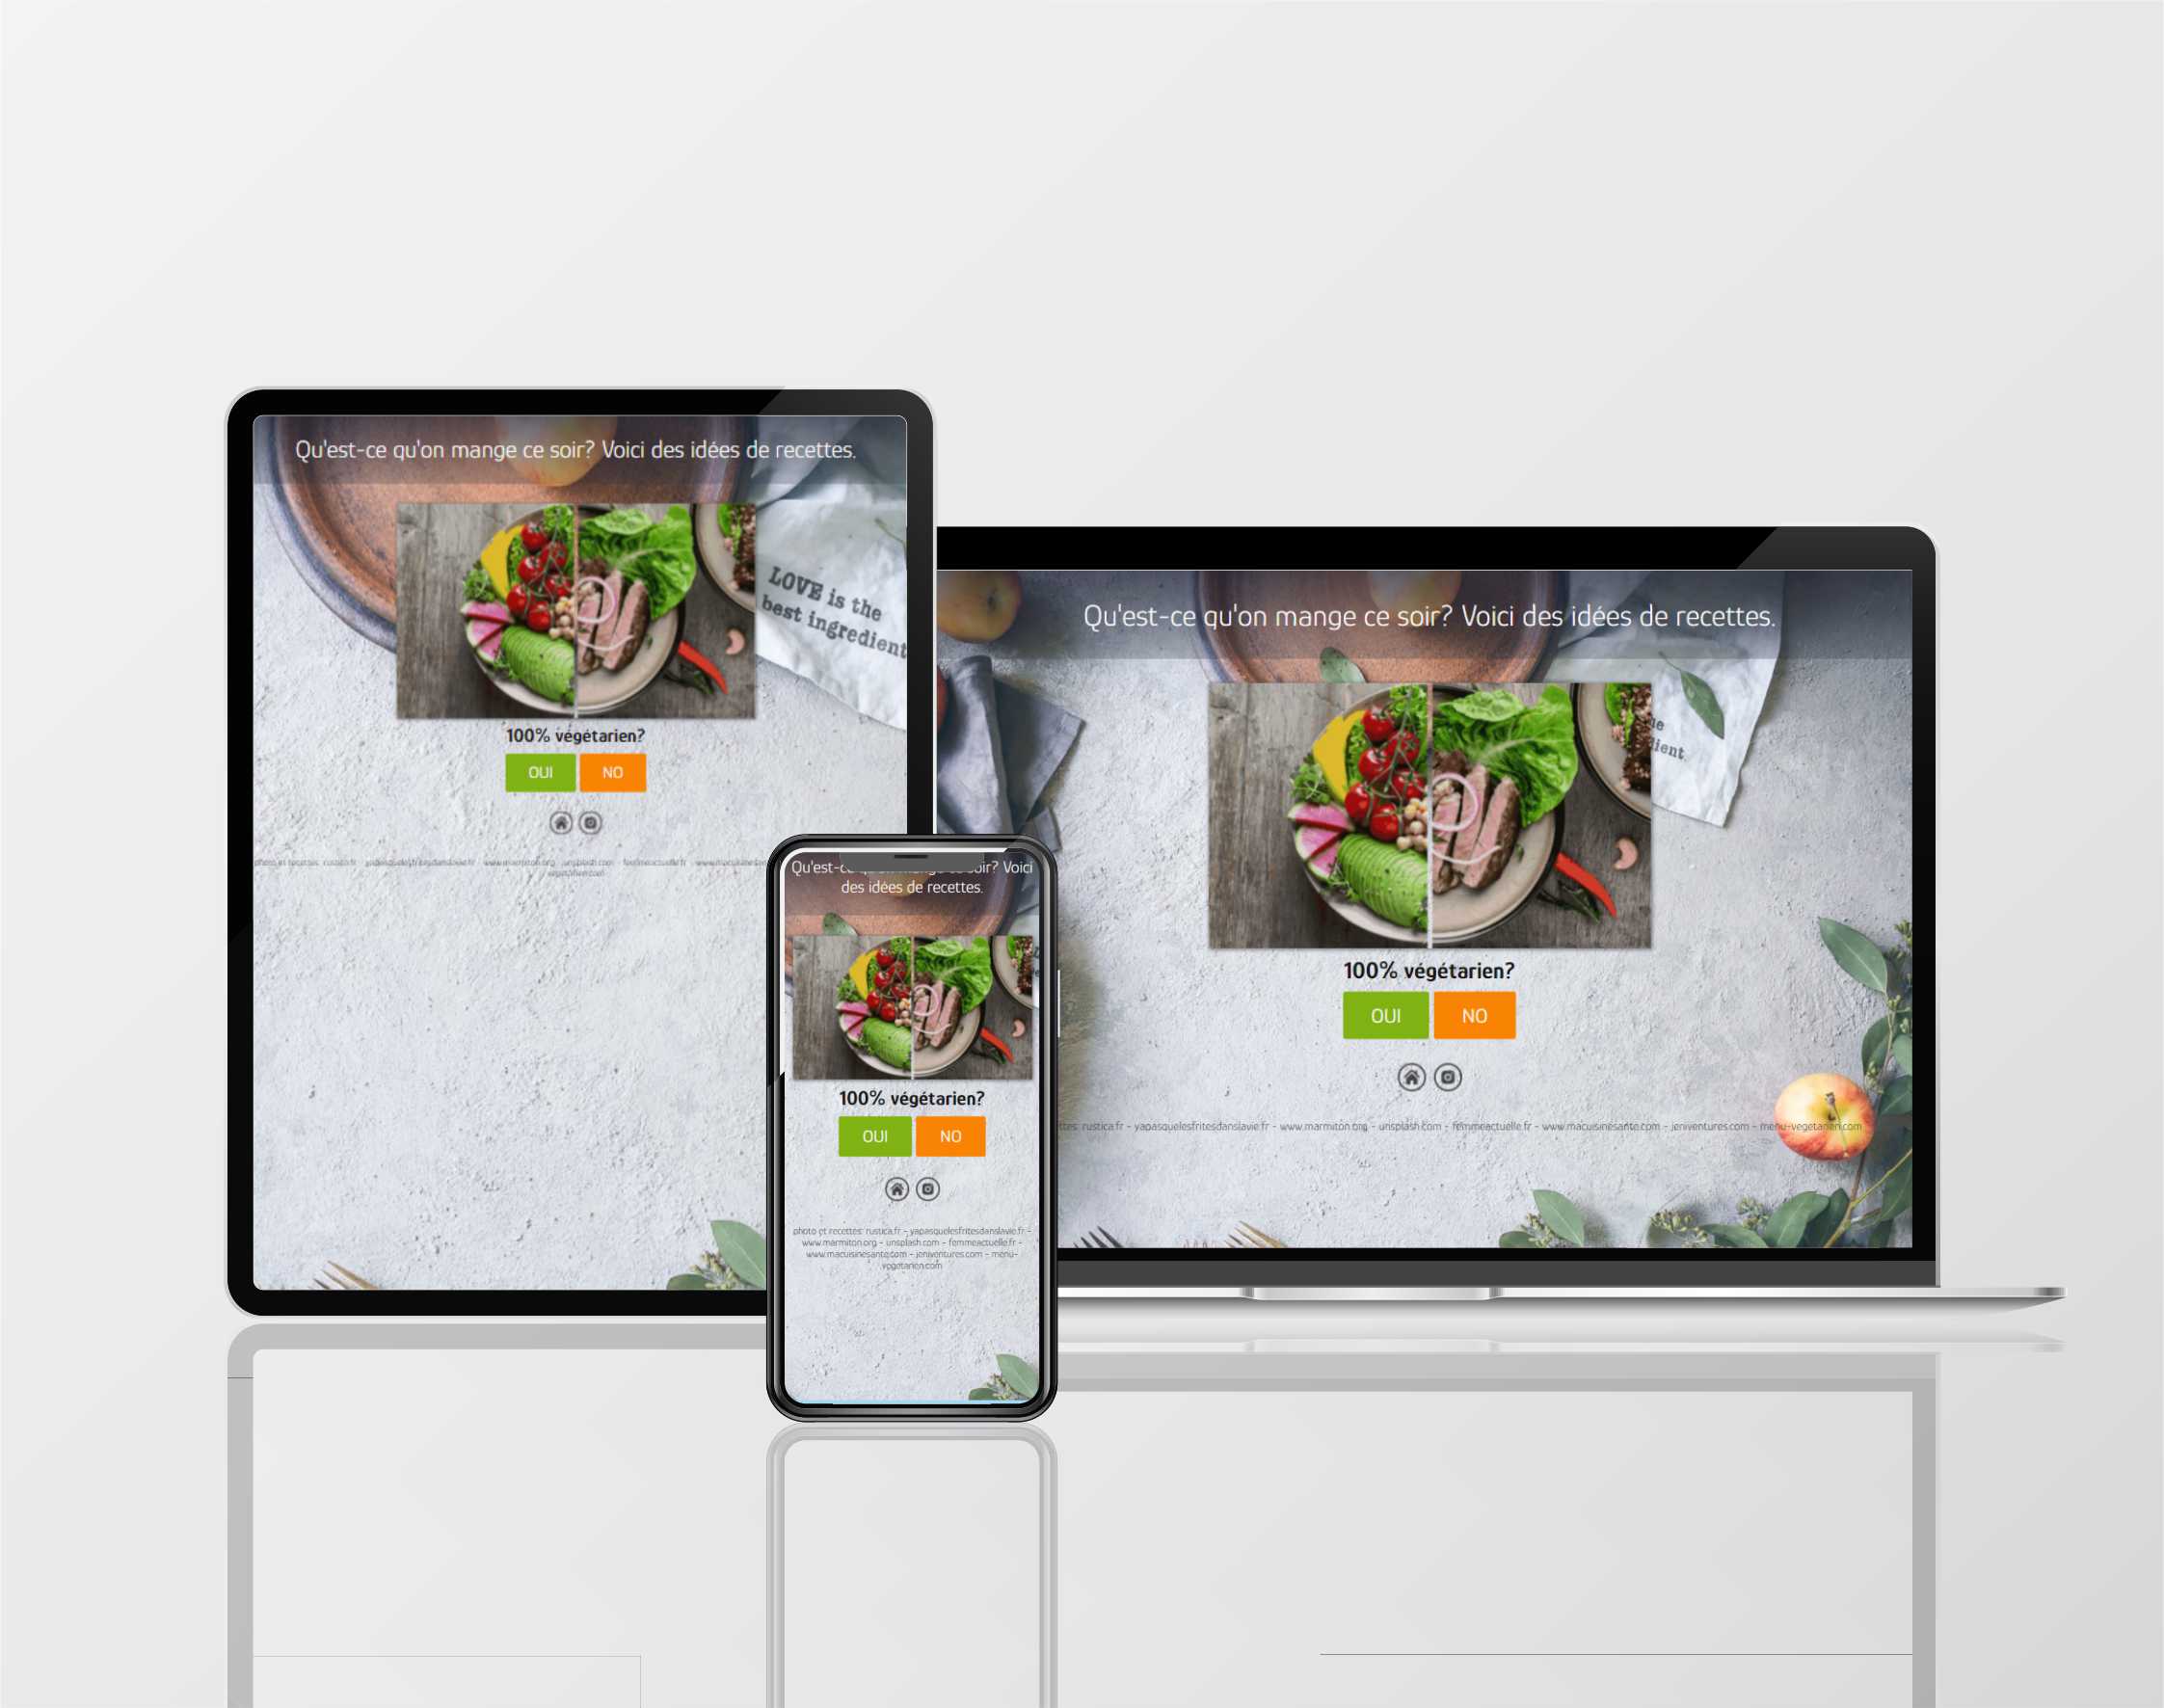 Qu'est-ce qu'on mange ce soir? Voici des idées de recettes.
LOVE is the
best ingredient
100% végétarien?
OUI NO
photo et recettes: rustica.fr - yapasquelesfritesdanslavie.fr - www.marmiton.org - unsplash.com - femmeactuelle.fr - www.macuisinesante
vegetarien.com
Qu'est-ce qu'on mange ce soir? Voici des idées de recettes.
100% végétarien?
OUI NO
rustica.fr - yapasquelesfritesdanslavie.fr - www.marmiton.org - unsplash.com - femmeactuelle.fr - www.macuisinesante.com - jeniventures.com - menu-vegetarien.com
Qu'est-ce soir? Voici
des idées de recettes.
100% végétarien?
OUI NO
photo et recettes: rustica.fr - yapasquelesfritesdanslavie.fr -
www.marmiton.org - unsplash.com - femmeactuelle.fr -
www.macuisinesante.com - jeniventures.com - menu-
vegetarien.com